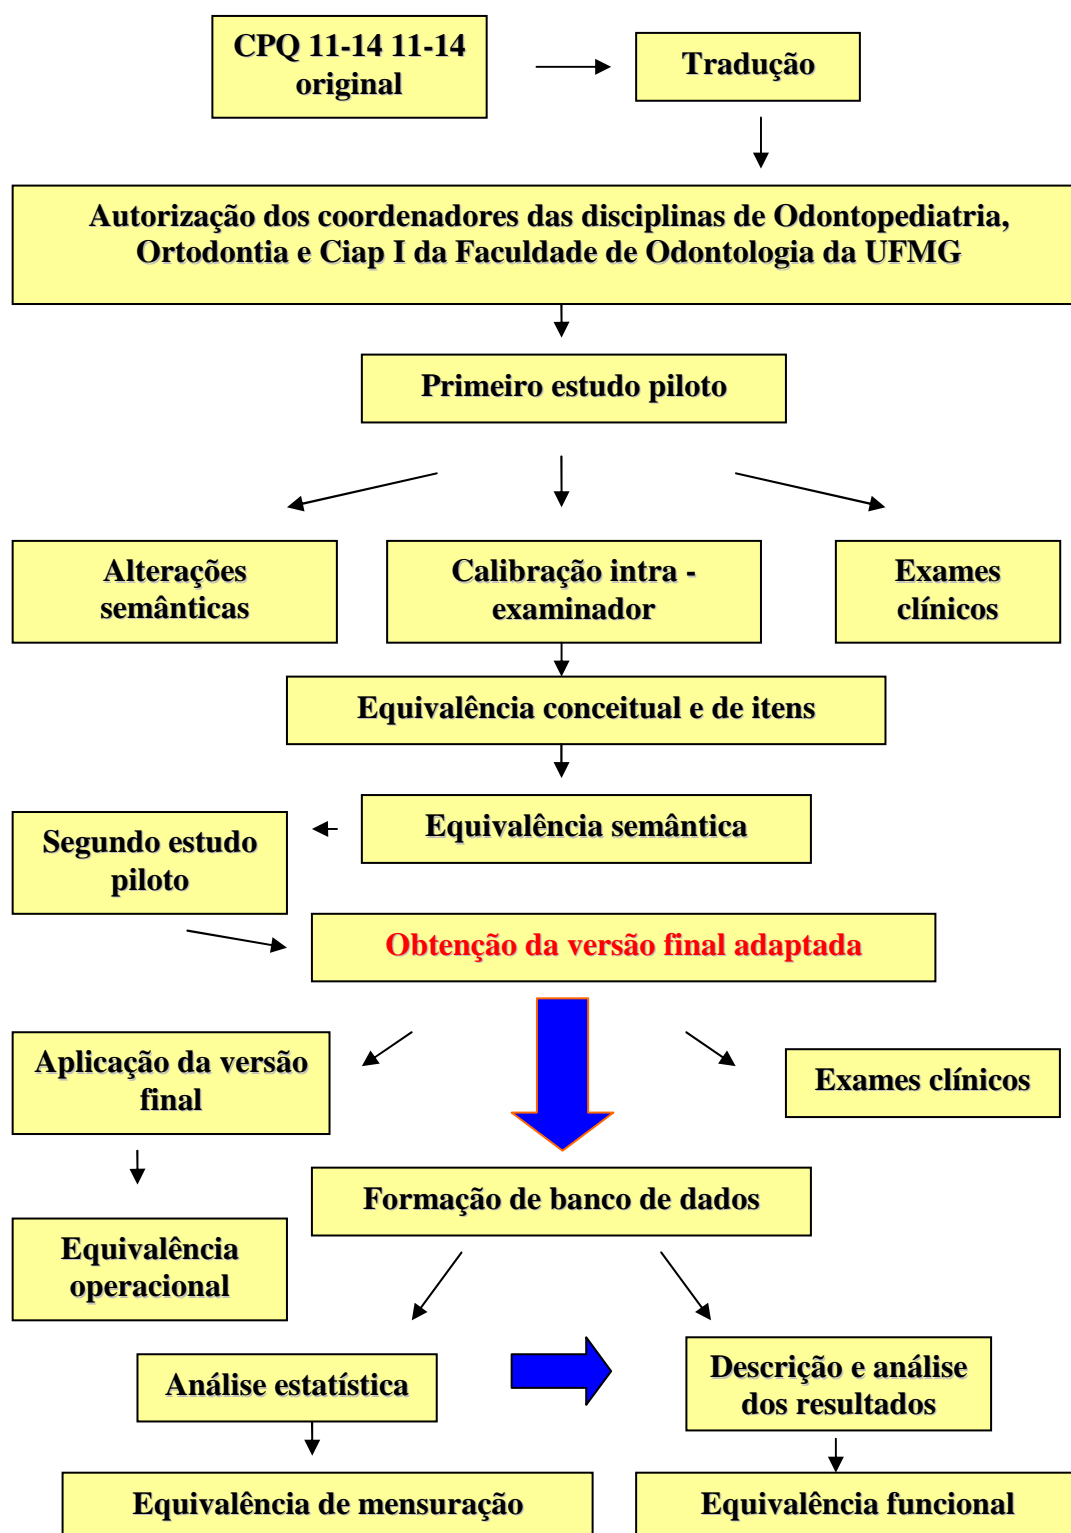 CPQ 11-14 11-14
original
Tradução
Autorização dos coordenadores das disciplinas de Odontopediatria,
Ortodontia e Ciap I da Faculdade de Odontologia da UFMG
Primeiro estudo piloto
Alterações
semânticas
Calibração intra -
examinador
Exames
clínicos
Equivalência conceitual e de itens
Equivalência semântica
Segundo estudo
piloto
Obtenção da versão final adaptada
Aplicação da versão
final
Exames clínicos
Formação de banco de dados
Equivalência
operacional
Análise estatística
Descrição e análise
dos resultados
Equivalência de mensuração
Equivalência funcional